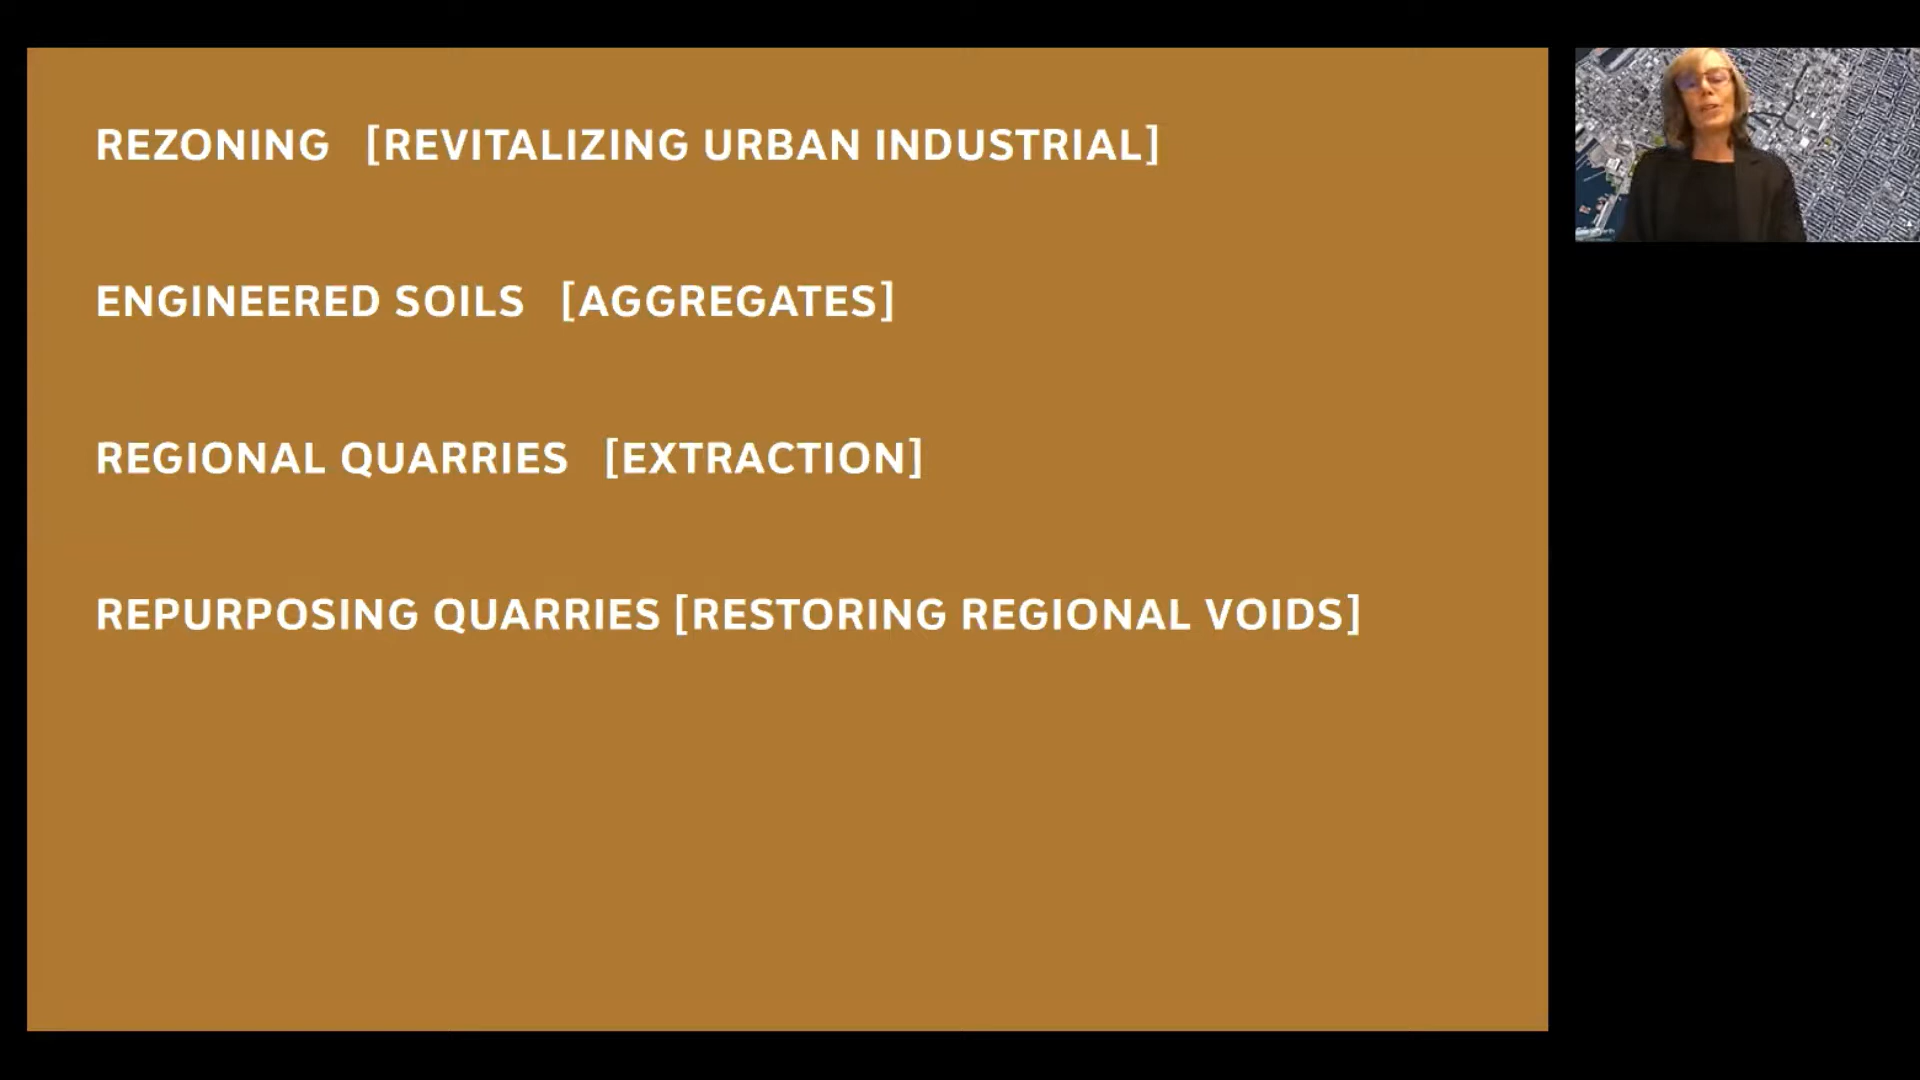 REZONING [REVITALIZING URBAN INDUSTRIAL]
ENGINEERED SOILS [AGGREGATES]
REGIONAL QUARRIES [EXTRACTION]
REPURPOSING QUARRIES [RESTORING REGIONAL VOIDS]